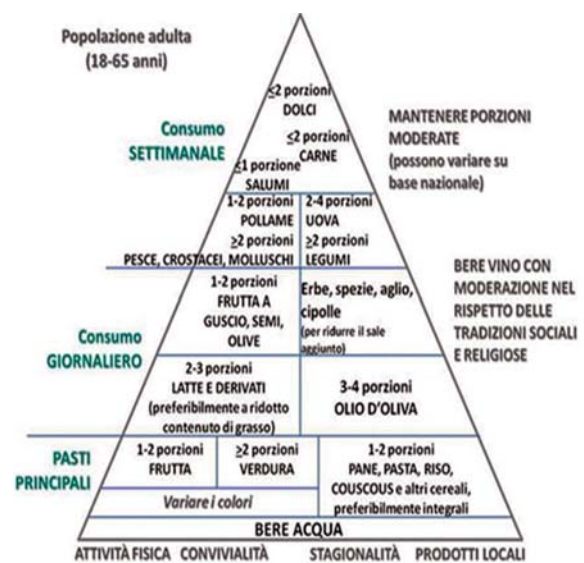 Popolazione adulta
(18-65 anni)
≤2 porzioni
DOLCI
Consumo
SETTIMANALE
≤2 porzioni
CARNE
≤1 porzione
SALUMI
MANTENERE PORZIONI
MODERATE
(possono variare su
base nazionale)
1-2 porzioni
POLLAME
2-4 porzioni
UOVA
≥2 porzioni
PESCE, CROSTACEI, MOLLUSCHI
≥2 porzioni
LEGUMI
BERE VINO CON
MODERAZIONE NEL
RISPETTO DELLE
TRADIZIONI SOCIALI
E RELIGIOSE
Consumo
GIORNALIERO
1-2 porzioni
FRUTTA A
GUSCIO, SEMI,
OLIVE
Erbe, spezie, aglio,
cipolle
(per ridurre il sale
aggiunto)
2-3 porzioni
LATTE E DERIVATI
(preferibilmente a ridotto
contenuto di grasso)
3-4 porzioni
OLIO D'OLIVA
PASTI
PRINCIPALI
1-2 porzioni
FRUTTA
≥2 porzioni
VERDURA
Variare i colori
1-2 porzioni
PANE, PASTA, RISO,
COUSCOUS e altri cereali,
preferibilmente integrali
BERE ACQUA
ATTIVITÀ FISICA CONVIVIALITÀ STAGIONALITÀ PRODOTTI LOCALI